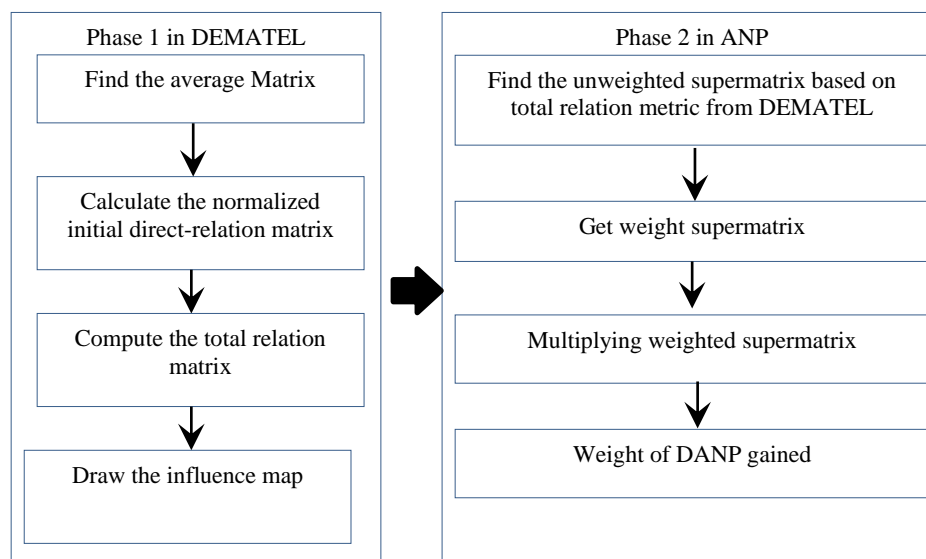 Phase 1 in DEMATEL
Find the average Matrix
Calculate the normalized
initial direct-relation matrix
Compute the total relation
matrix
Draw the influence map
Phase 2 in ANP
Find the unweighted supermatrix based on
total relation metric from DEMATEL
Get weight supermatrix
Multiplying weighted supermatrix
Weight of DANP gained